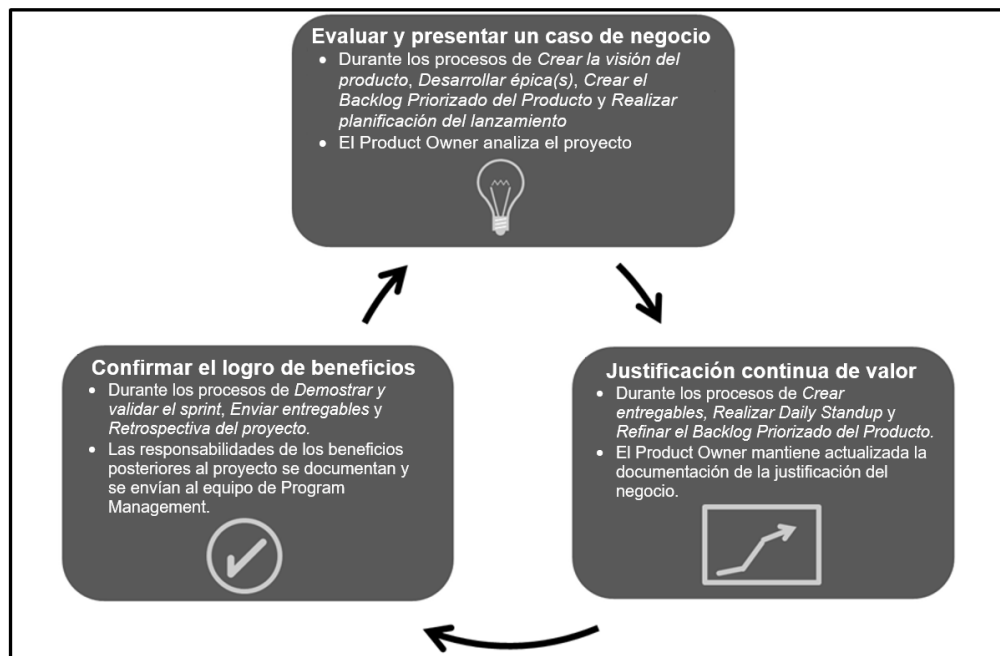 Evaluar y presentar un caso de negocio
• Durante los procesos de Crear la visión del
producto, Desarrollar épica(s), Crear el
Backlog Priorizado del Producto y Realizar
planificación del lanzamiento
• El Product Owner analiza el proyecto
Confirmar el logro de beneficios
• Durante los procesos de Demostrar y
validar el sprint, Enviar entregables y
Retrospectiva del proyecto.
• Las responsabilidades de los beneficios
posteriores al proyecto se documentan y
se envían al equipo de Program
Management.
Justificación continua de valor
• Durante los procesos de Crear
entregables, Realizar Daily Standup y
Refinar el Backlog Priorizado del Producto.
• El Product Owner mantiene actualizada la
documentación de la justificación del
negocio.